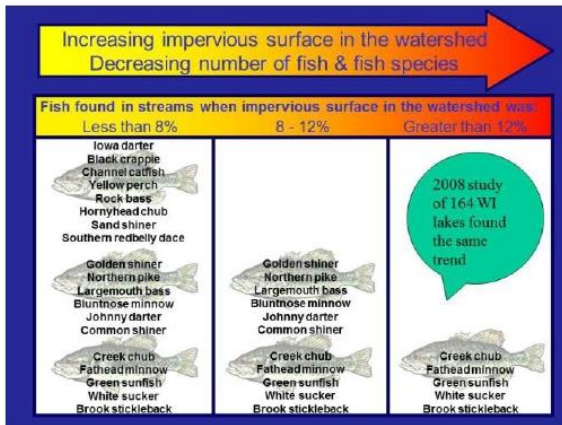 Increasing impervious surface in the watershed
Decreasing number of fish & fish species
Fish found in streams when impervious surface in the watershed was:
Less than 8%
8 - 12%
Greater than 12%
Iowa darter
Black crappie
Channel catfish
Yellow perch
Rock bass
Hornyhead chub
Sand shiner
Southern redbelly dace
Golden shiner
Northern pike
Largemouth bass
Bluntnose minnow
Johnny darter
Common shiner
Creek chub
Fathead minnow
Green sunfish
White sucker
Brook stickleback
Golden shiner
Northern pike
Largemouth bass
Bluntnose minnow
Johnny darter
Common shiner
Creek chub
Fathead minnow
Green sunfish
White sucker
Brook stickleback
2008 study
of 164 WI
lakes found
the same
trend
Creek chub
Fathead minnow
Green sunfish
White sucker
Brook stickleback